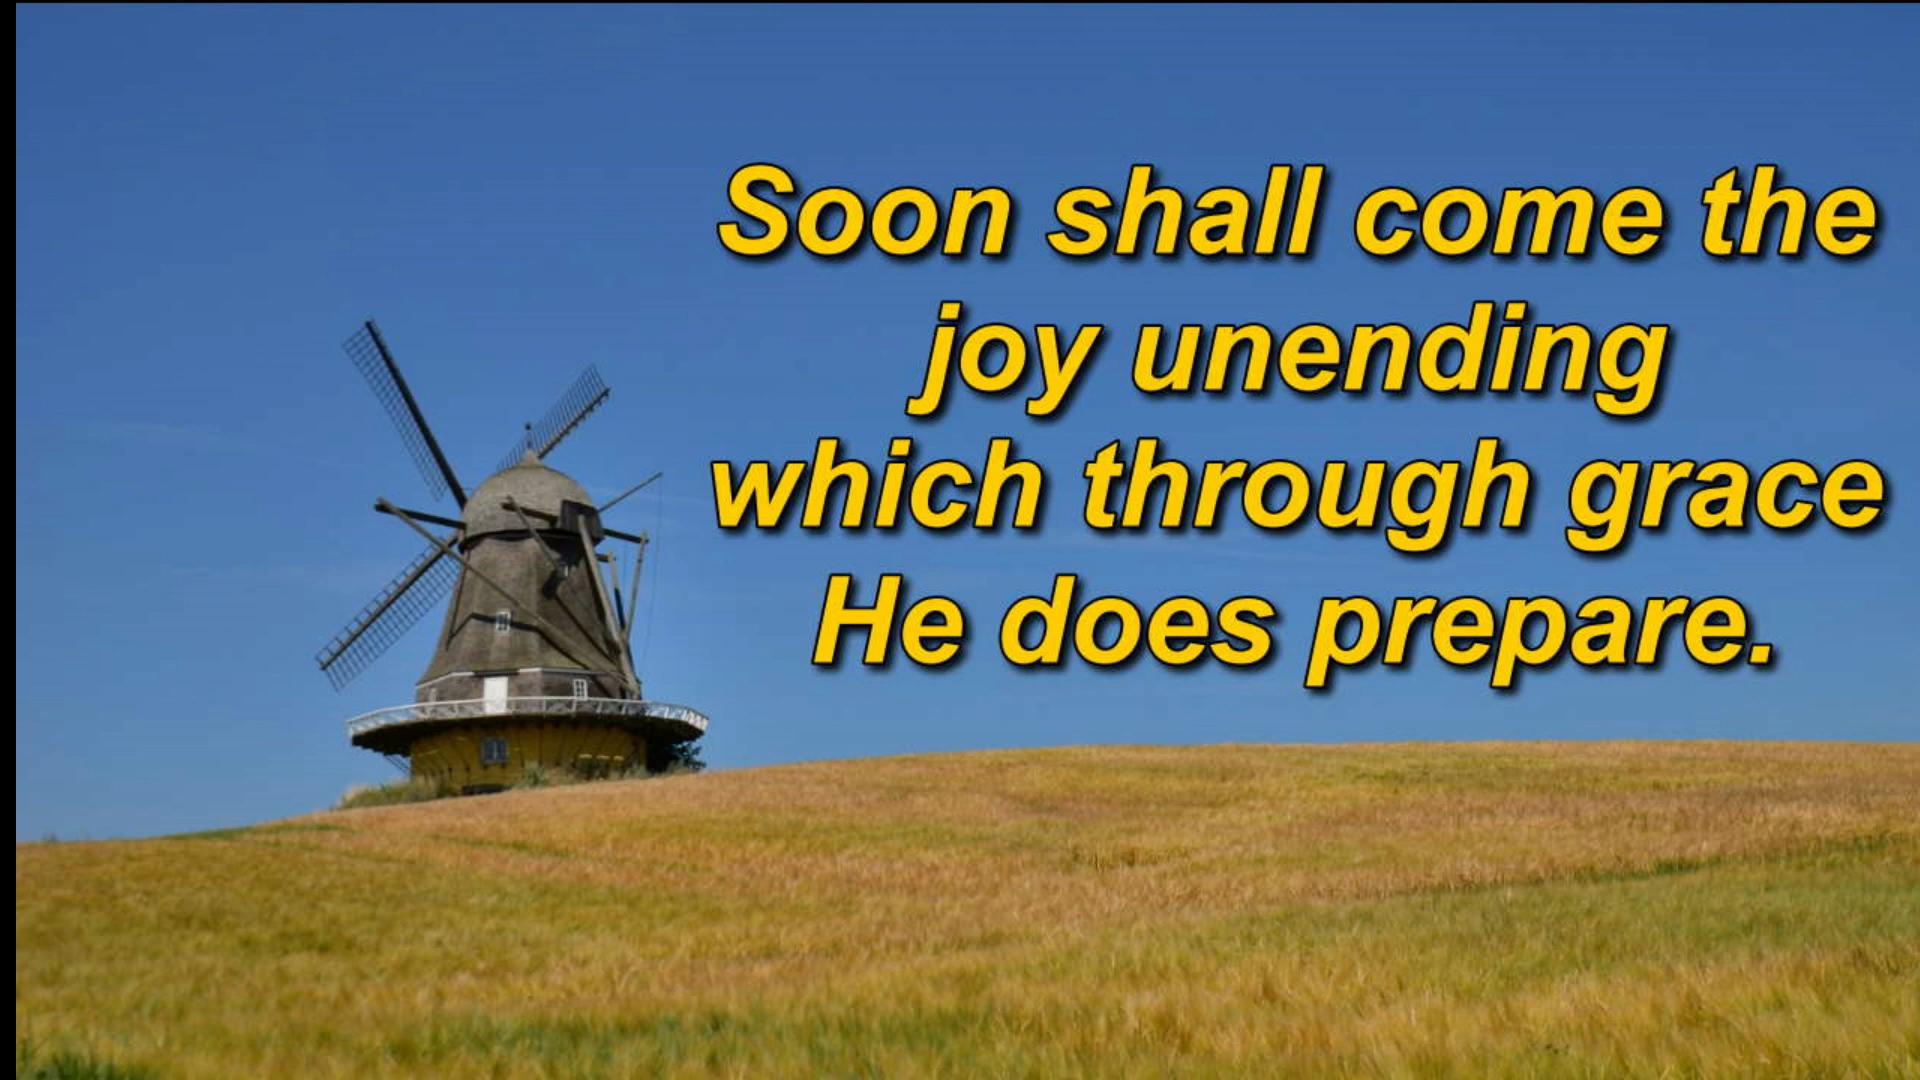 Soon shall come the
joy unending
which through grace
He does prepare.